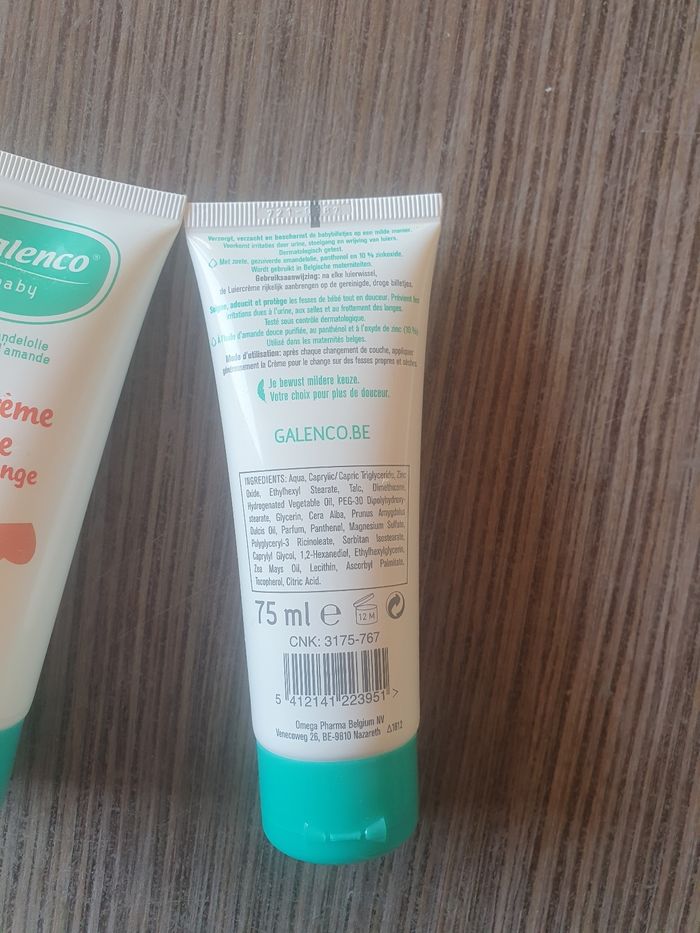 alenco®
baby
andelolie
d'amande
rème
e
nge
Verzorgt, verzacht en beschermt de babybilletjes op een milde manier.
Voorkomt irritaties door urine, stoelgang en wrijving van luiers.
Dermatologisch getest.
Met zoete, gezuiverde amandelolie, panthenol en 10 % zinkoxide.
Wordt gebruikt in Belgische materniteiten.
Gebruiksaanwijzing: na elke luierwissel,
de Luiercrème rijkelijk aanbrengen op de gereinigde, droge billetjes.
Soigne, adoucit et protège les fesses de bébé tout en douceur. Prévient les
irritations dues à l'urine, aux selles et au frottement des langes.
Testé sous contrôle dermatologique.
À l'huile d'amande douce purifiée, au panthénol et à l'oxyde de zinc (10 %)
Utilisé dans les maternités belges.
Mode d'utilisation: après chaque changement de couche, appliquer
généreusement la Crème pour le change sur des fesses propres et sèches.
Je bewust mildere keuze.
Votre choix pour plus de douceur.
GALENCO.BE
INGREDIENTS: Aqua, Caprylic/ Capric Triglyceride, Zinc
Oxide, Ethylhexyl Stearate, Talc, Dimethicone,
Hydrogenated Vegetable Oil, PEG-30 Dipolyhydroxy-
stearate, Glycerin, Cera Alba, Prunus Amygdalus
Dulcis Oil, Parfum, Panthenol, Magnesium Sulfate,
Polyglyceryl-3 Ricinoleate, Sorbitan Isostearate,
Caprylyl Glycol, 1,2-Hexanediol, Ethylhexylglycerin,
Zea Mays Oil, Lecithin, Ascorbyl Palmitate,
Tocopherol, Citric Acid.
75 ml e 12 M
CNK: 3175-767
5 412141 223951 >
Omega Pharma Belgium NV
Venecoweg 26, BE-9810 Nazareth △1812